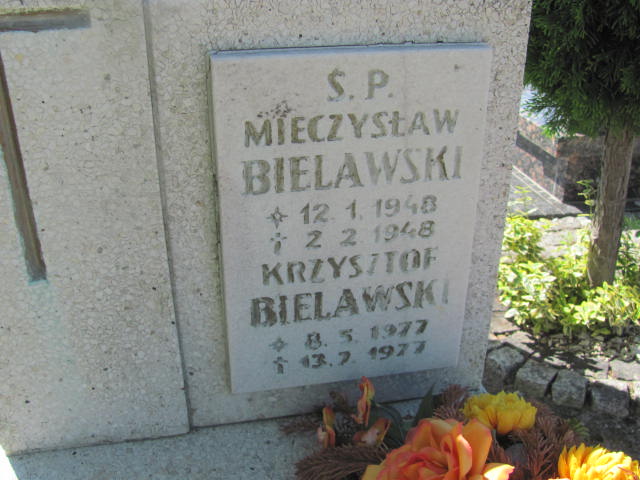 Ś. P.
MIECZYSŁAW
BIELAWSKI
12. 1. 1948
† 2 2. 1948
KRZYSZTOF
BIELAWSKI
8. 5. 1977
† 13. 7. 1977